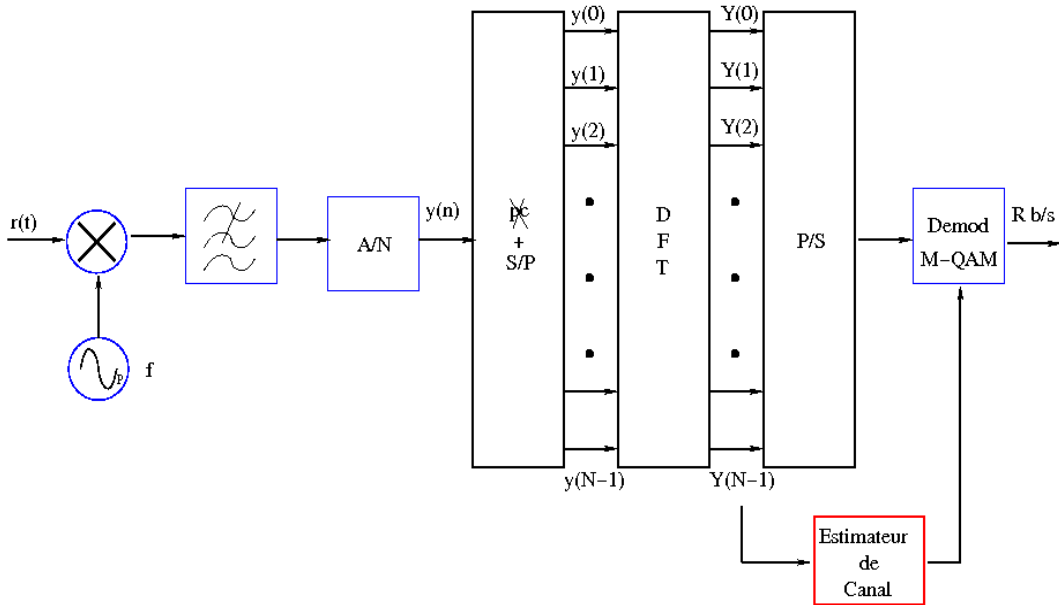 y(0)
Y(0)
y(1)
Y(1)
y(2)
Y(2)
r(t)
A/N
y(n)
pc
+
S/P
D
F
T
P/S
Demod
M-QAM
R b/s
P
f
y(N-1)
Y(N-1)
Estimateur
de
Canal